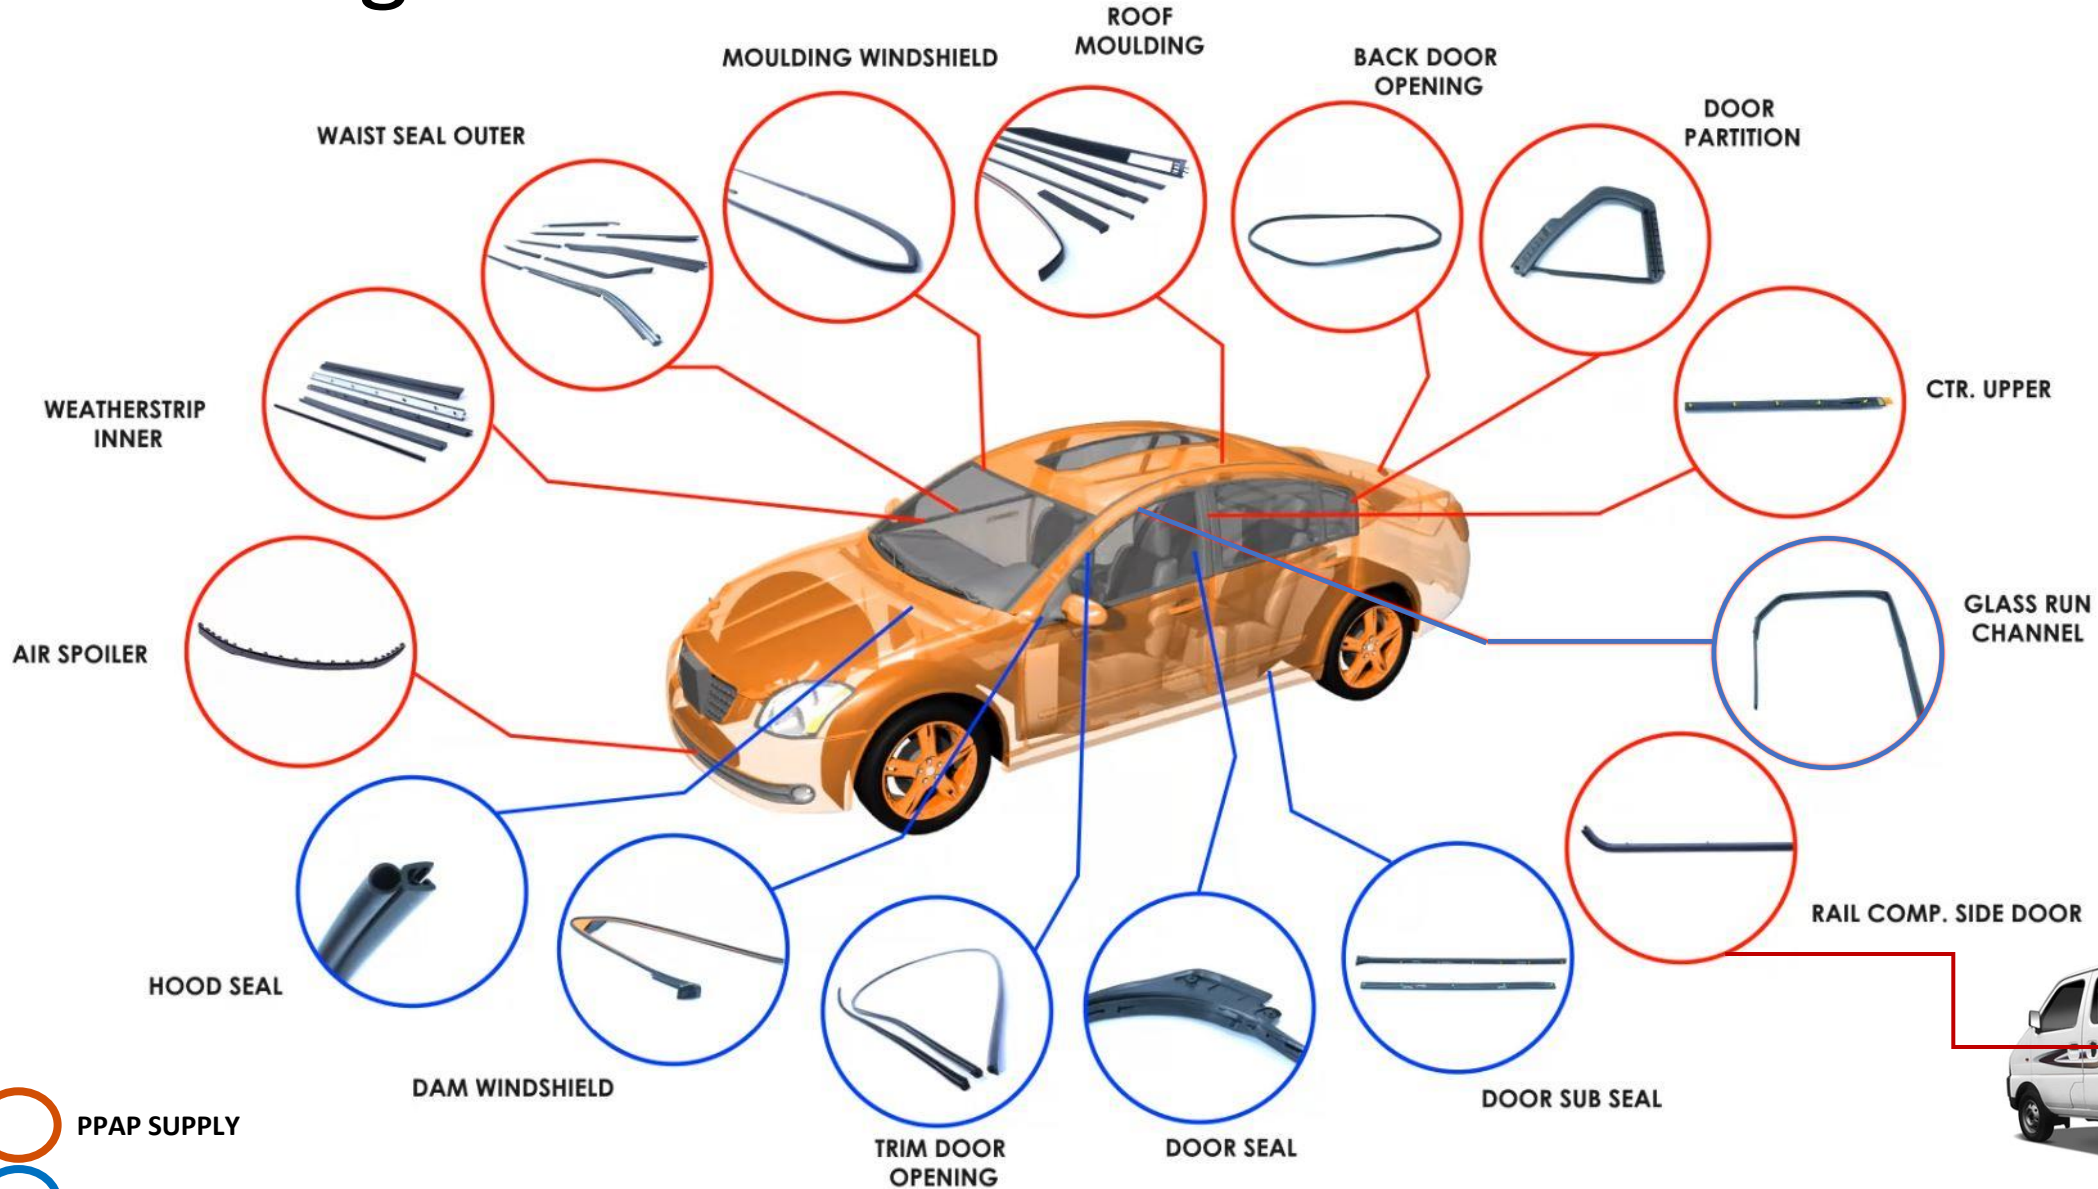 ROOF
MOULDING
MOULDING WINDSHIELD
BACK DOOR
OPENING
DOOR
PARTITION
WAIST SEAL OUTER
CTR. UPPER
WEATHERSTRIP
INNER
GLASS RUN
CHANNEL
AIR SPOILER
RAIL COMP. SIDE DOOR
HOOD SEAL
DAM WINDSHIELD
DOOR SUB SEAL
PPAP SUPPLY
TRIM DOOR
OPENING
DOOR SEAL